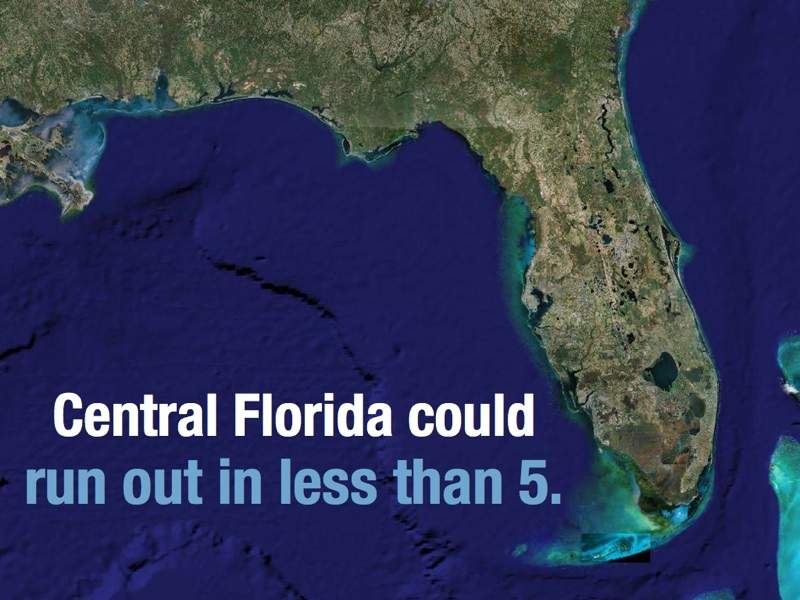 Central Florida could
run out in less than 5.